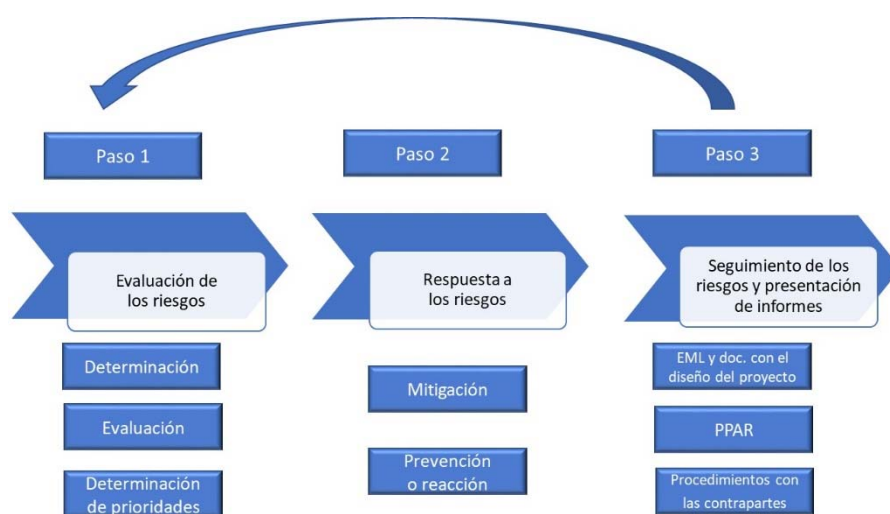 Paso 1
Paso 2
Paso 3
Evaluación de
los riesgos
Respuesta a
los riesgos
Seguimiento de los
riesgos y presentación
de informes
Determinación
Evaluación
Determinación
de prioridades
Mitigación
Prevención
o reacción
EML y doc. con el
diseño del proyecto
PPAR
Procedimientos con
las contrapartes